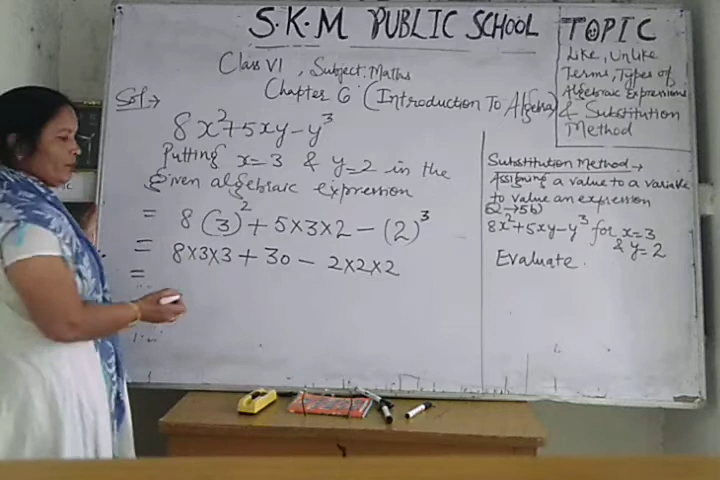 S.K.M PUBLIC SCHOOL
Class VI, Subject: Maths
Chapter 6 (Introduction To Algebra)
TOPIC
Like, Unlike
Terms, Types of
Algebraic Expressions
& Substitution
Method
Sol→
8x²+5xy-y³
Putting x=3 & y=2 in the
given algebraic expression
= 8(3)²+5×3×2-(2)³
= 8×3×3+30-2×2×2
=
Substitution Method→
Assigning a value to a variable
to value an expression
Q2→5b)
8x²+5xy-y³ for x=3
& y=2
Evaluate.